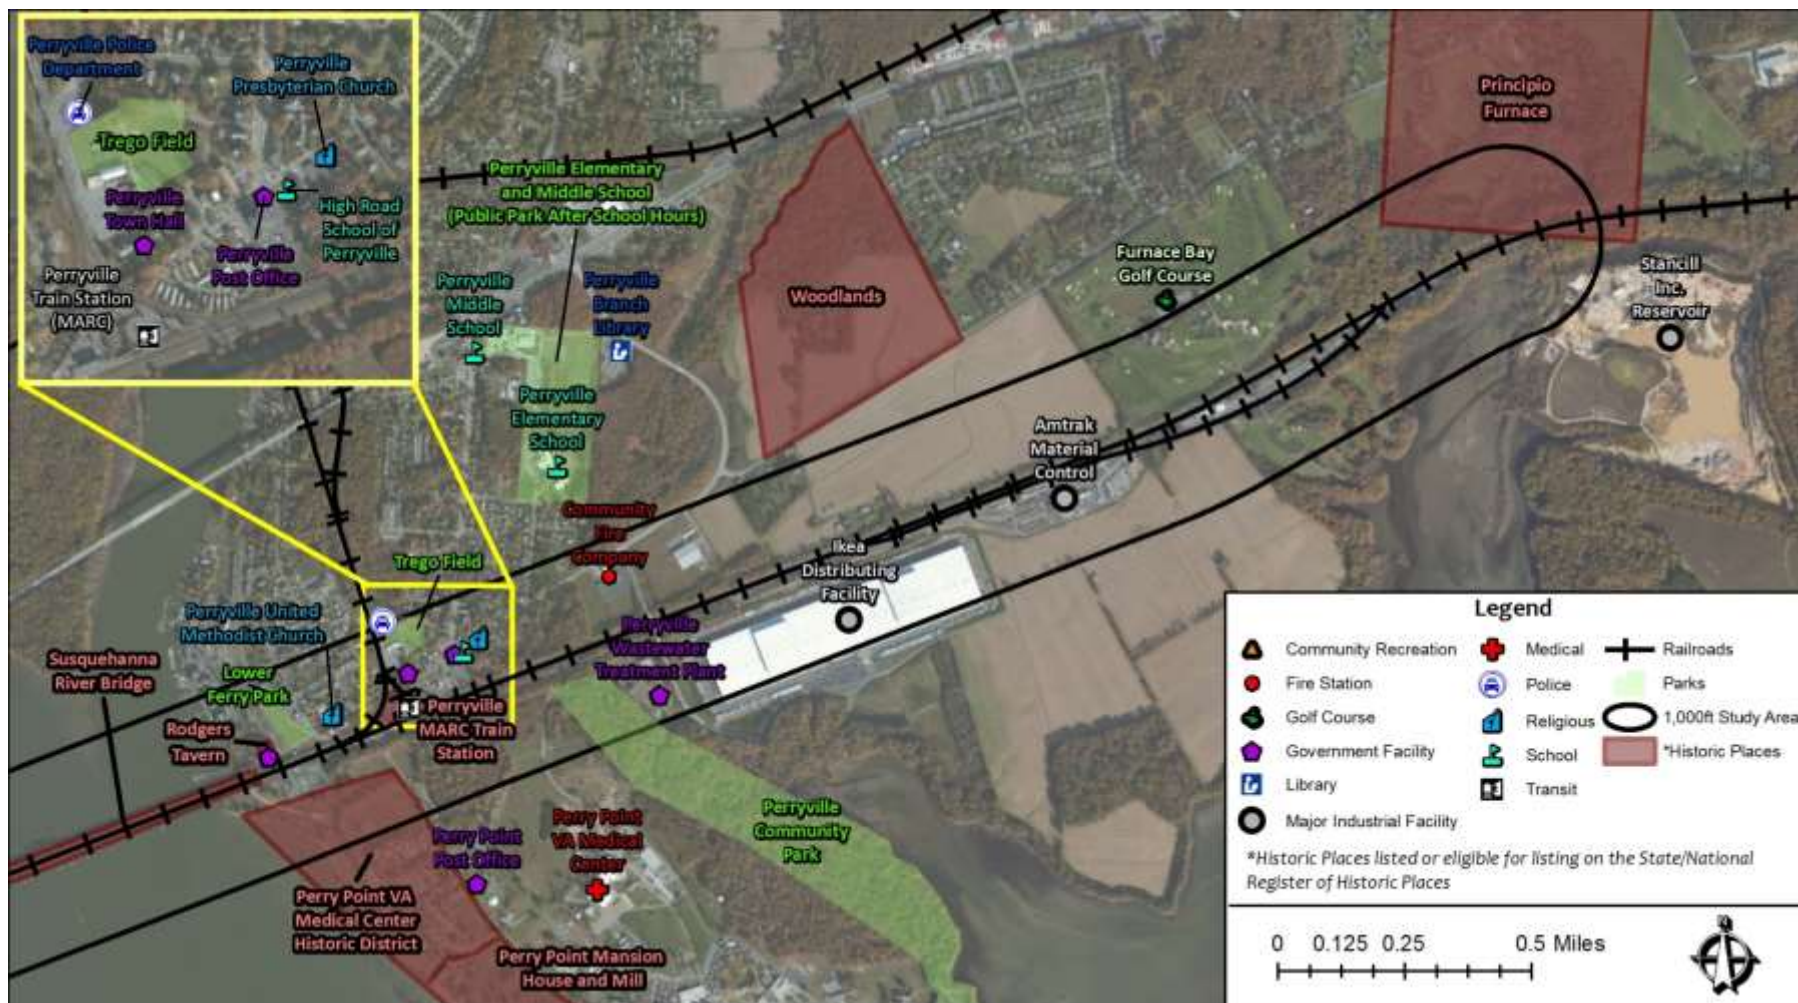 Perryville Police
Department
Perryville
Presbyterian Church
Trego Field
Perryville
Town Hall
High Road
School of
Perryville
Perryville
Post Office
Perryville
Train Station
(MARC)
Perryville Elementary
and Middle School
(Public Park After School Hours)
Perryville
Middle
School
Perryville
Branch
Library
Woodlands
Furnace Bay
Golf Course
Principio
Furnace
Stancill
Inc.
Reservoir
Perryville
Elementary
School
Amtrak
Material
Control
Community
Fire
Company
Ikea
Distributing
Facility
Trego Field
Perryville United
Methodist Church
Perryville
Wastewater
Treatment Plant
Susquehanna
River Bridge
Lower
Ferry Park
Rodgers
Tavern
Perryville
MARC Train
Station
Perry Point
Post Office
Perry Point
VA Medical
Center
Perryville
Community
Park
Perry Point VA
Medical Center
Historic District
Perry Point Mansion
House and Mill
Legend
Community Recreation
Fire Station
Golf Course
Government Facility
Library
Major Industrial Facility
Medical
Police
Religious
School
Transit
Railroads
Parks
1,000ft Study Area
*Historic Places
*Historic Places listed or eligible for listing on the State/National
Register of Historic Places
0 0.125 0.25 0.5 Miles